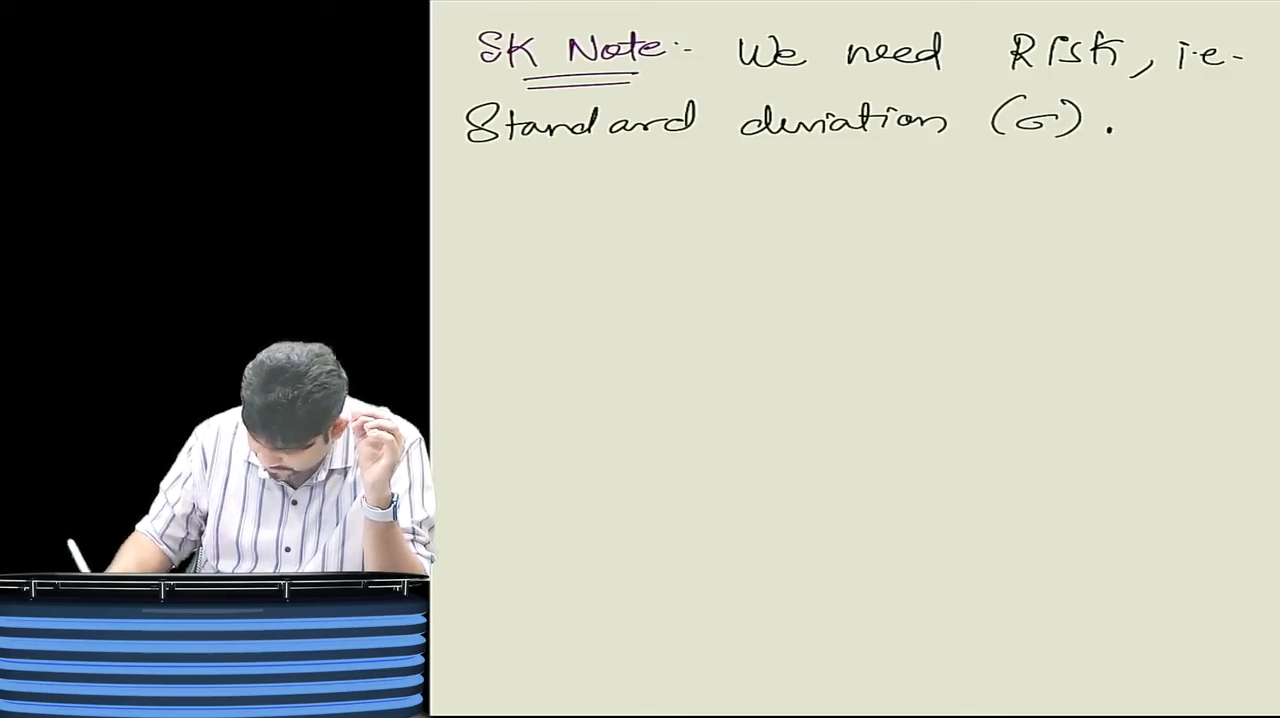 SK Note:- We need Risk, i.e.
Standard deviation (σ).